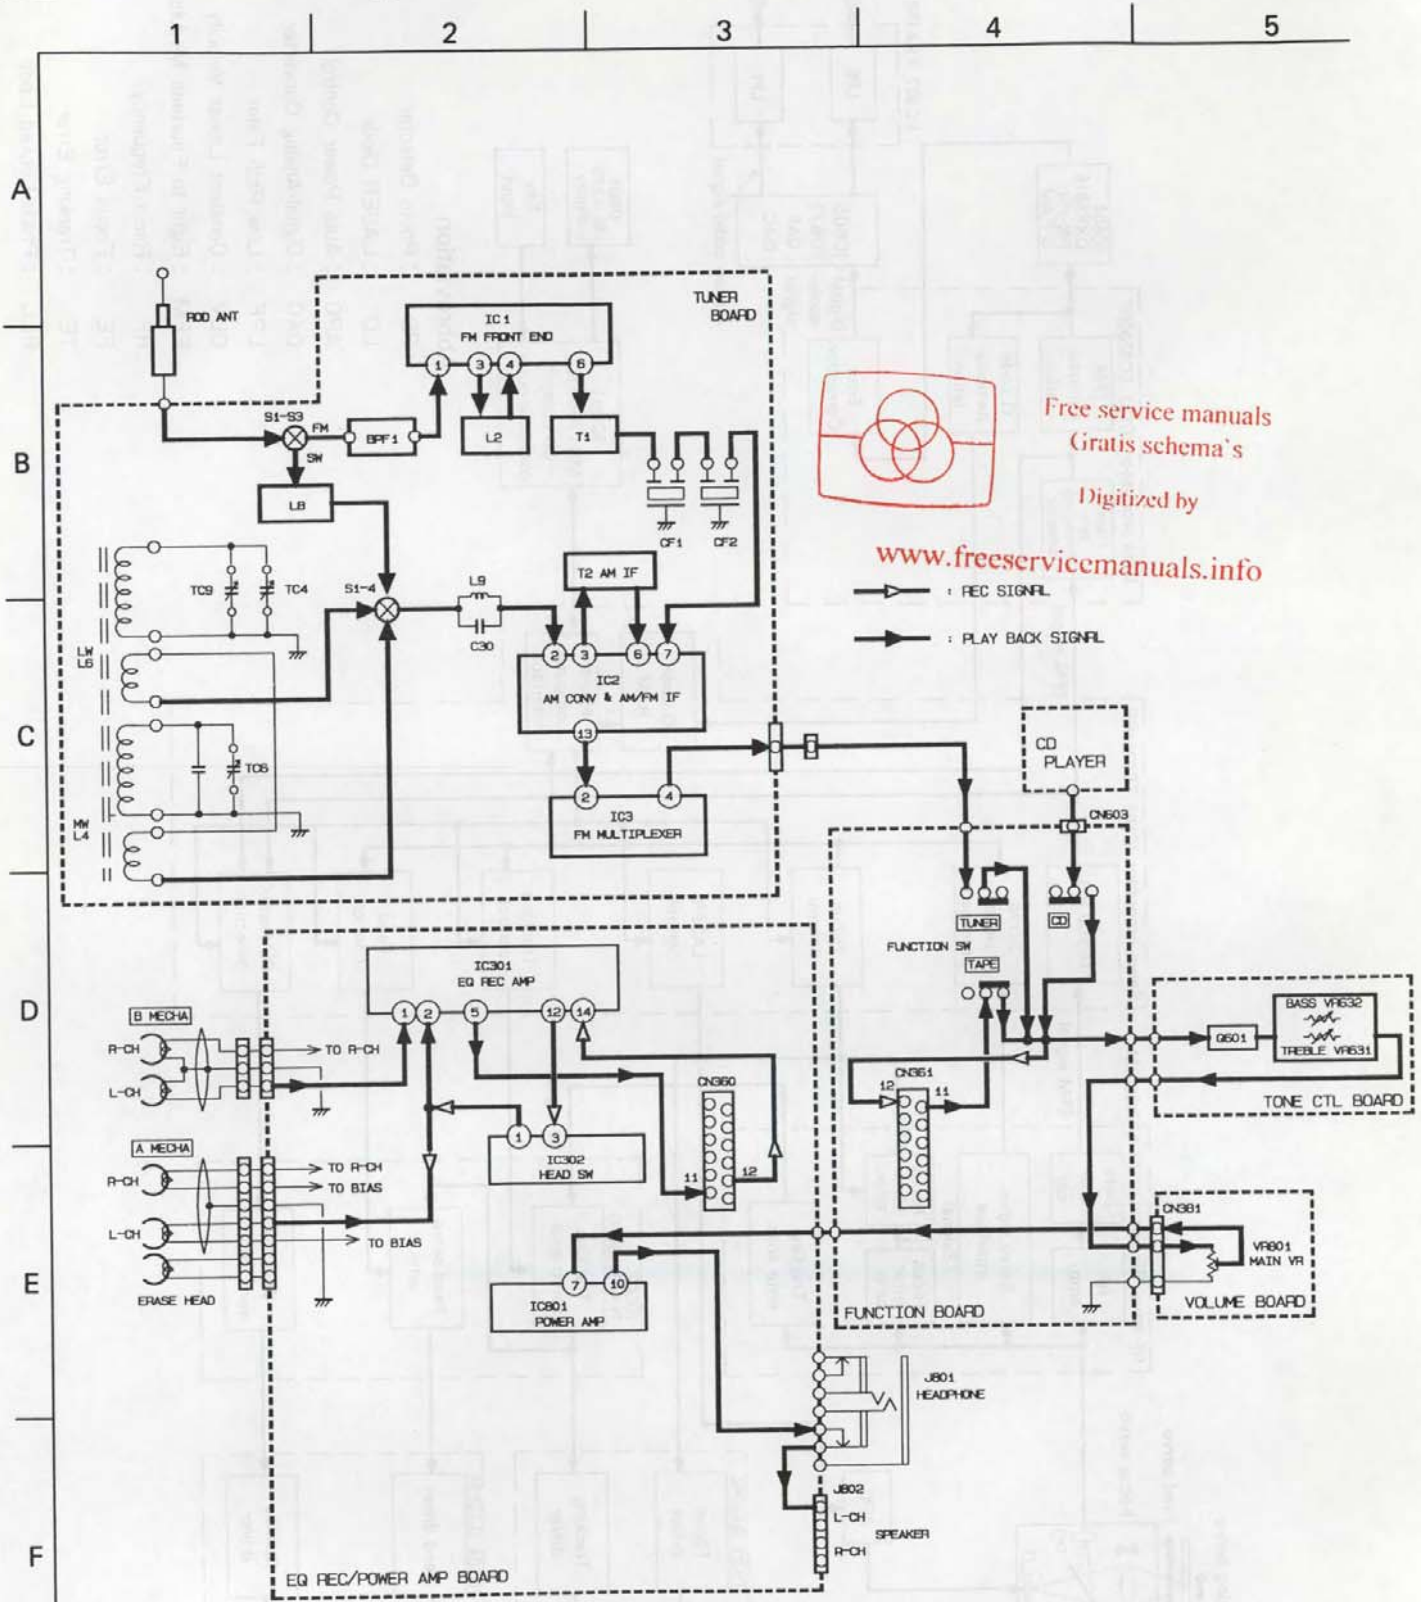 1 2 3 4 5
A
B
C
D
E
F
ROD ANT
TUNER
BOARD
IC1
FM FRONT END
1 3 4 6
S1-S3
FM
SW
BPF1
L2
T1
L8
CF1
CF2
Free service manuals
Gratis schema`s
Digitized by
www.freeservicemanuals.info
: REC SIGNAL
: PLAY BACK SIGNAL
TC9
TC4
S1-4
L9
C30
T2 AM IF
LW
L6
2 3 6 7
IC2
AM CONV & AM/FM IF
13
TC6
MW
L4
2 4
IC3
FM MULTIPLEXER
CD
PLAYER
CN603
TUNER
CD
FUNCTION SW
TAPE
IC301
EQ REC AMP
1 2 5 12 14
B MECHA
R-CH
L-CH
TO R-CH
CN360
11
12
1 3
IC302
HEAD SW
CN361
12
11
Q601
BASS VR632
TREBLE VR631
TONE CTL BOARD
A MECHA
R-CH
L-CH
TO R-CH
TO BIAS
TO BIAS
ERASE HEAD
7 10
IC801
POWER AMP
CN381
VR801
MAIN VR
VOLUME BOARD
FUNCTION BOARD
J801
HEADPHONE
J802
L-CH
SPEAKER
R-CH
EQ REC/POWER AMP BOARD